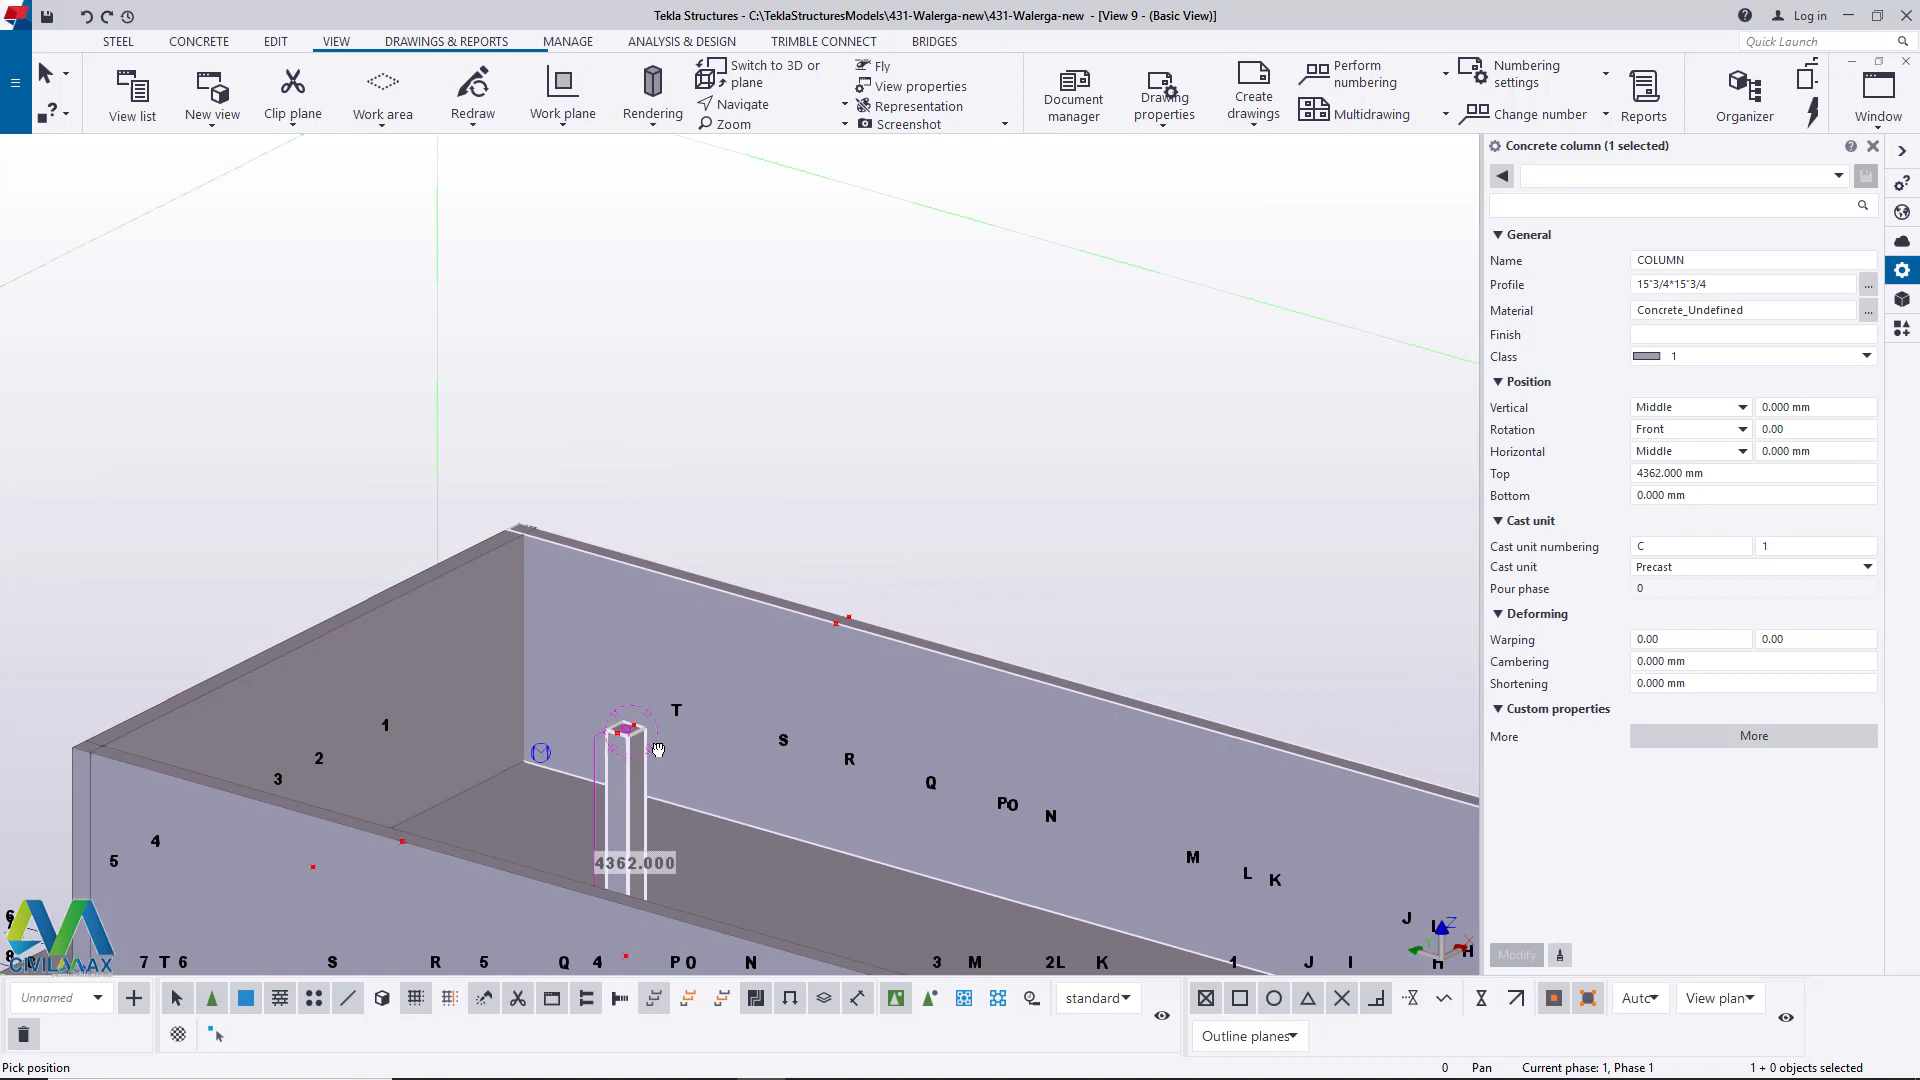 Tekla Structures - C:\TeklaStructuresModels\431-Walerga-new\431-Walerga-new - [View 9 - (Basic View)]
Log in
STEEL CONCRETE EDIT VIEW DRAWINGS & REPORTS MANAGE ANALYSIS & DESIGN TRIMBLE CONNECT BRIDGES
Quick Launch
View list
New view
Clip plane
Work area
Redraw
Work plane
Rendering
Switch to 3D or plane
Navigate
Zoom
Fly
View properties
Representation
Screenshot
Document manager
Drawing properties
Create drawings
Perform numbering
Multidrawing
Numbering settings
Change number
Reports
Organizer
Window
Concrete column (1 selected)
General
Name COLUMN
Profile 15"3/4*15"3/4
...
Material Concrete_Undefined
...
Finish
Class 1
Position
Vertical Middle 0.000 mm
Rotation Front 0.00
Horizontal Middle 0.000 mm
Top 4362.000 mm
Bottom 0.000 mm
Cast unit
Cast unit numbering C 1
Cast unit Precast
Pour phase 0
Deforming
Warping 0.00 0.00
Cambering 0.000 mm
Shortening 0.000 mm
Custom properties
More More
Modify
1
2
3
4
5
T
S
R
Q
PO
N
M
L
K
J
I
H
4362.000
6
8
CIVILMAX
7 T 6 S R 5 Q 4 P O N 3 M 2L K 1 J I H
Z
Unnamed
standard
Auto
View plan
Outline planes
Pick position
0 Pan Current phase: 1, Phase 1 1 + 0 objects selected